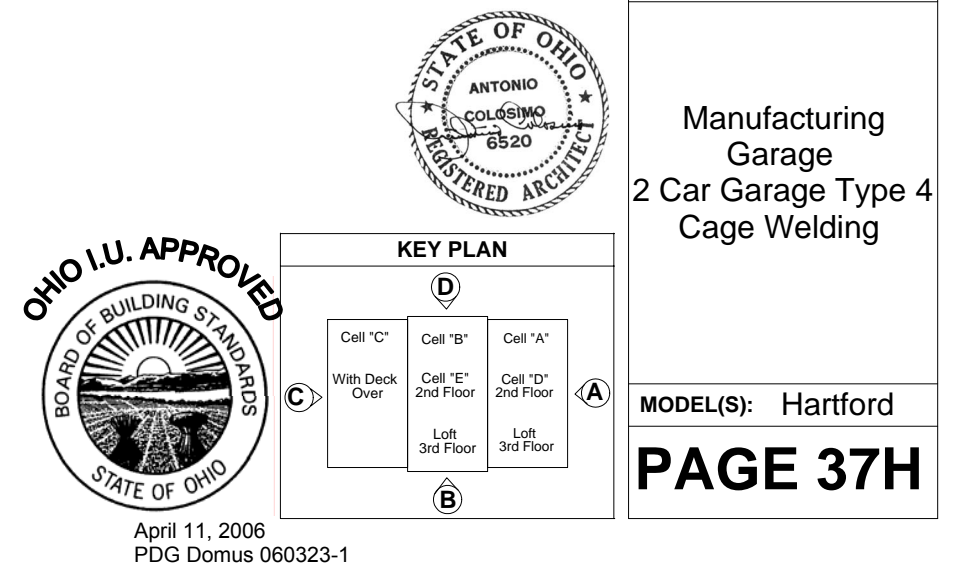 STATE OF OHIO
ANTONIO
COLOSIMO
6520
REGISTERED ARCHITECT
Manufacturing
Garage
2 Car Garage Type 4
Cage Welding
OHIO I.U. APPROVED
BOARD OF BUILDING STANDARDS
STATE OF OHIO
KEY PLAN
D
Cell "C"
Cell "B"
Cell "A"
C
With Deck
Over
Cell "E"
2nd Floor
Cell "D"
2nd Floor
A
Loft
3rd Floor
Loft
3rd Floor
B
MODEL(S): Hartford
PAGE 37H
April 11, 2006
PDG Domus 060323-1